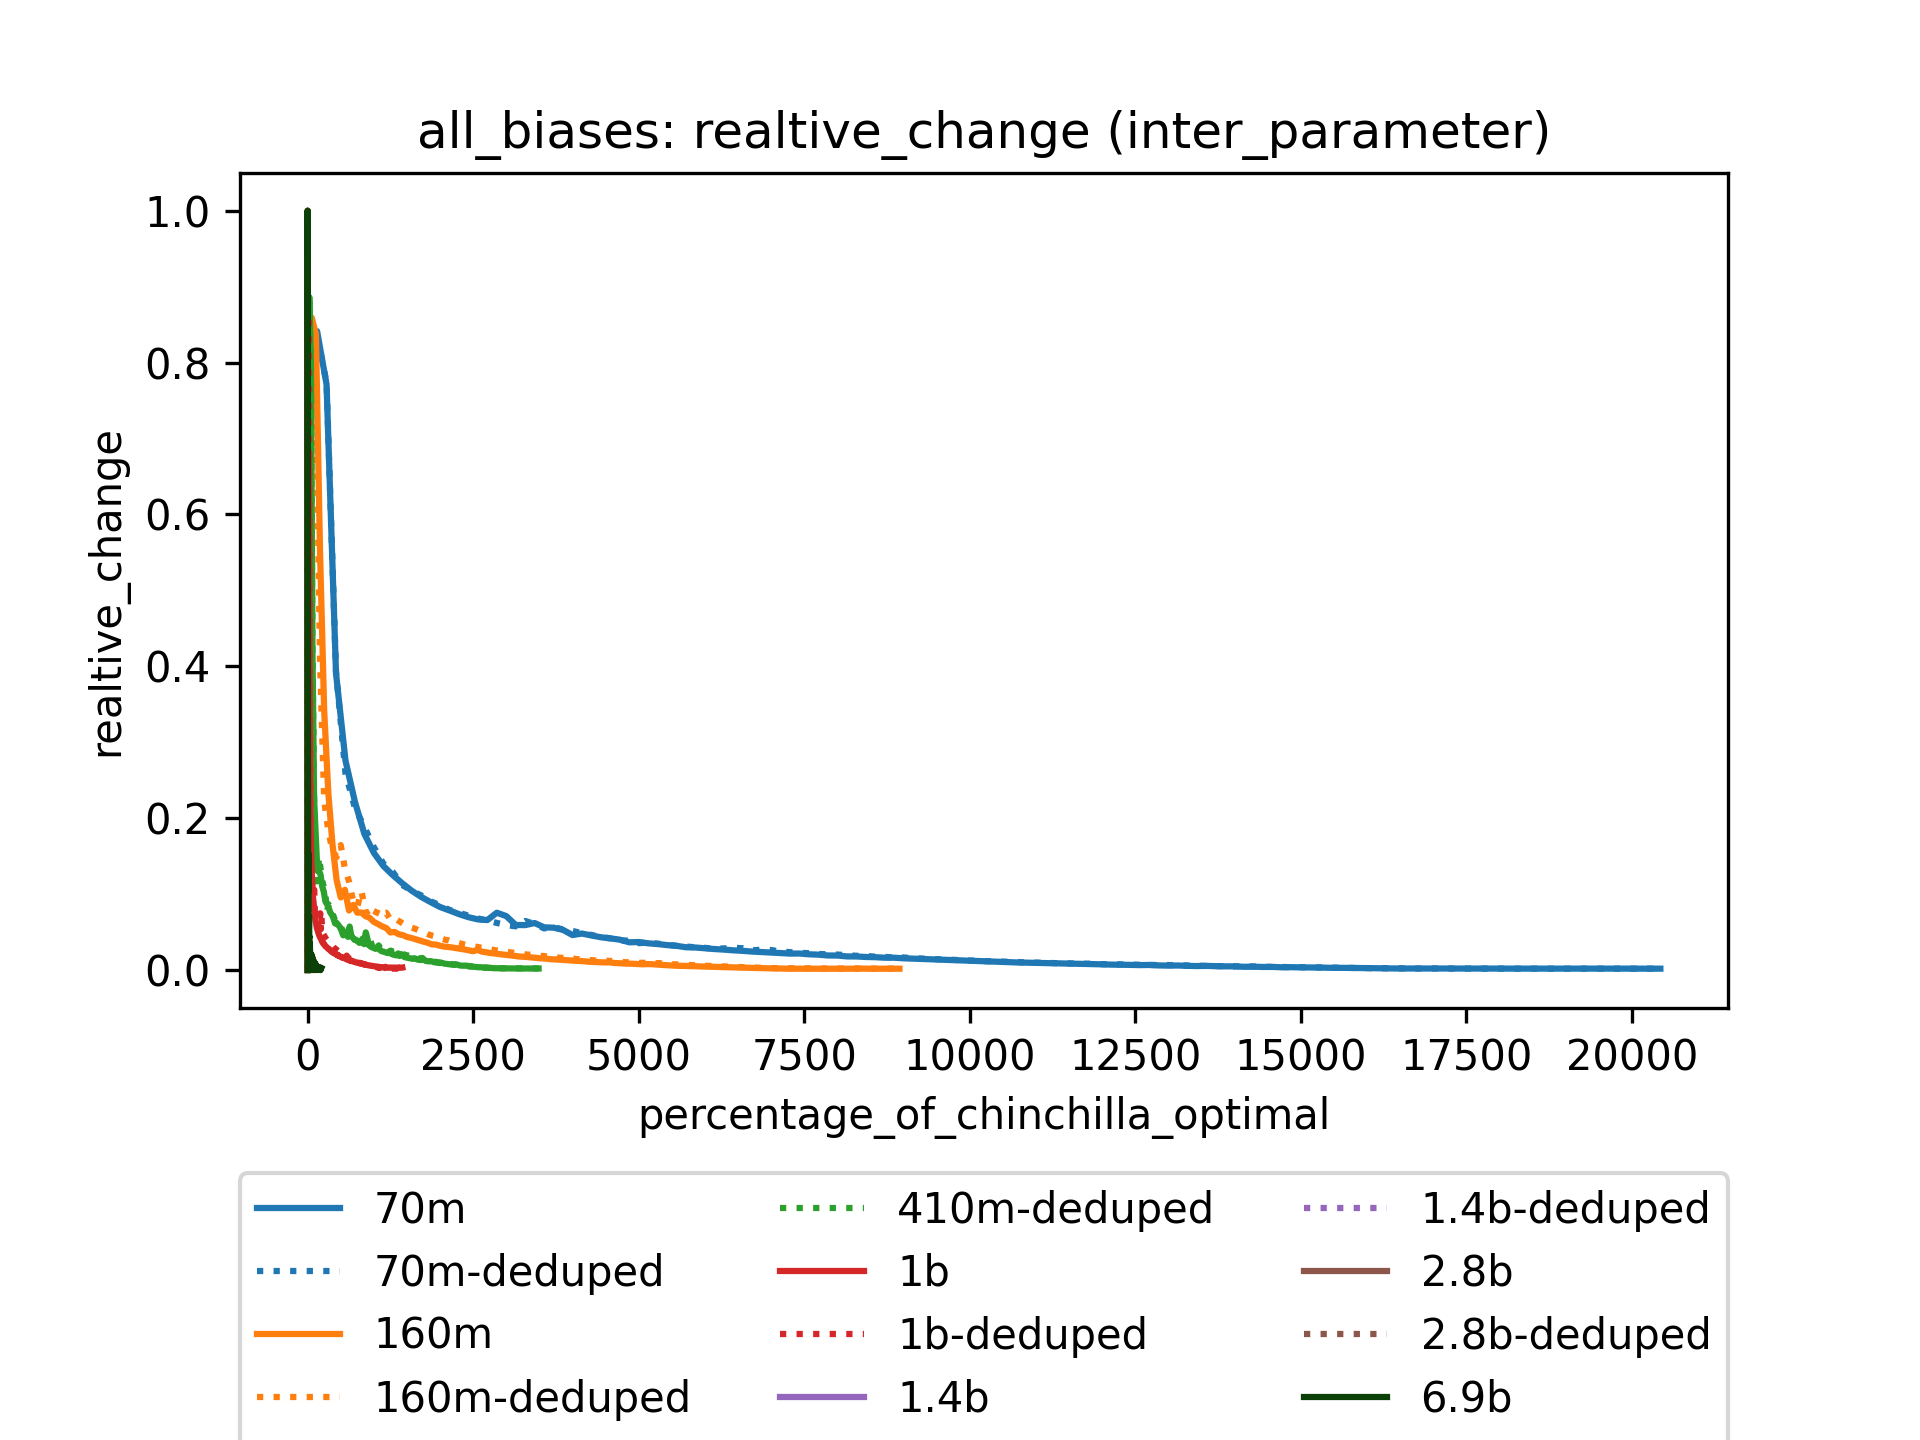 all_biases: realtive_change (inter_parameter)
realtive_change
1.0
0.8
0.6
0.4
0.2
0.0
0 2500 5000 7500 10000 12500 15000 17500 20000
percentage_of_chinchilla_optimal
70m
70m-deduped
160m
160m-deduped
410m-deduped
1b
1b-deduped
1.4b
1.4b-deduped
2.8b
2.8b-deduped
6.9b